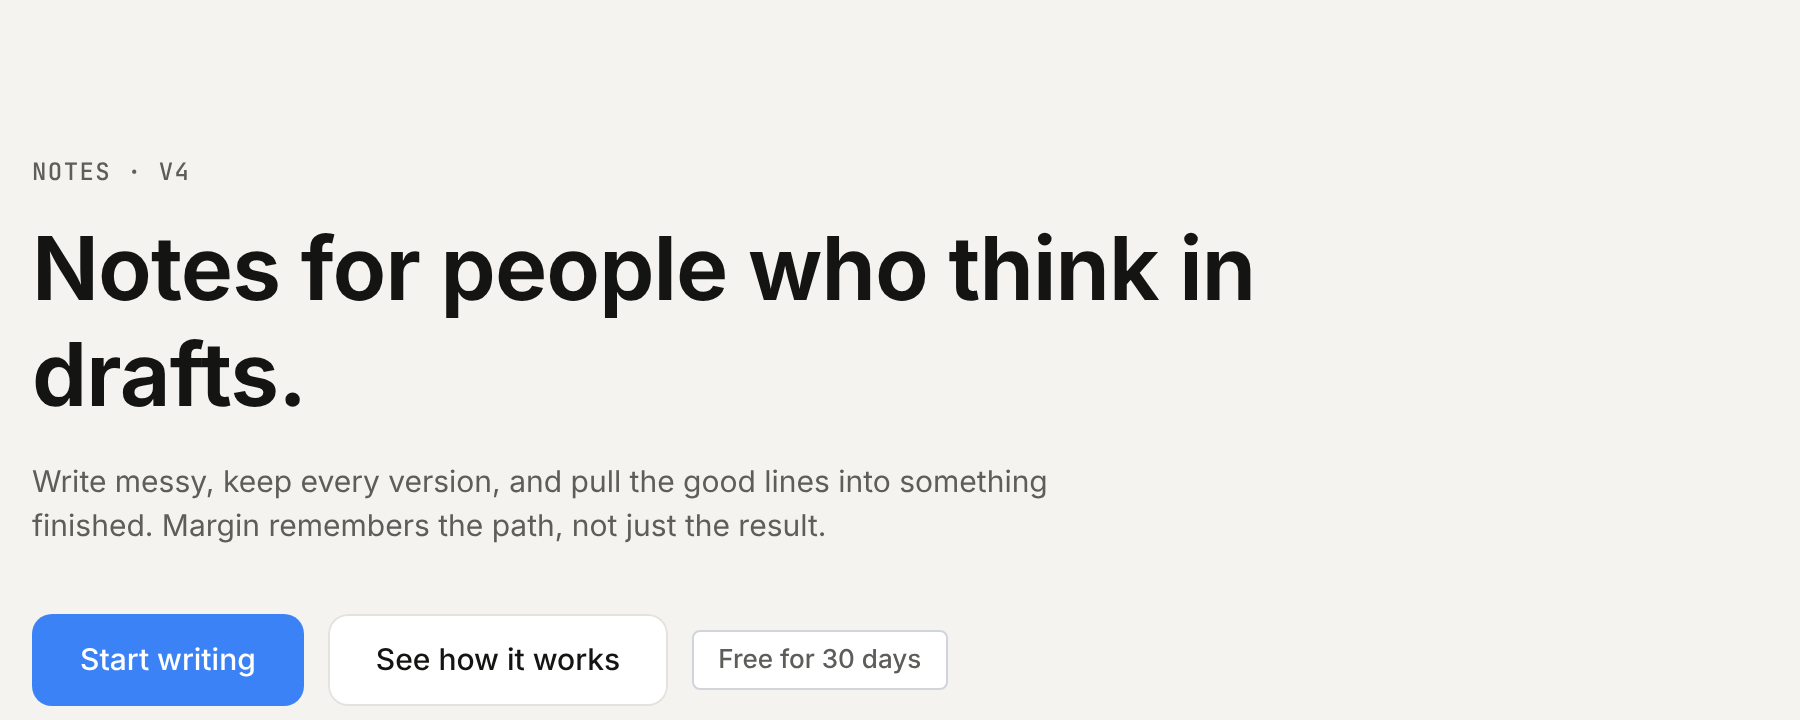 NOTES · V4
Notes for people who think in
drafts.
Write messy, keep every version, and pull the good lines into something
finished. Margin remembers the path, not just the result.
Start writing
See how it works
Free for 30 days